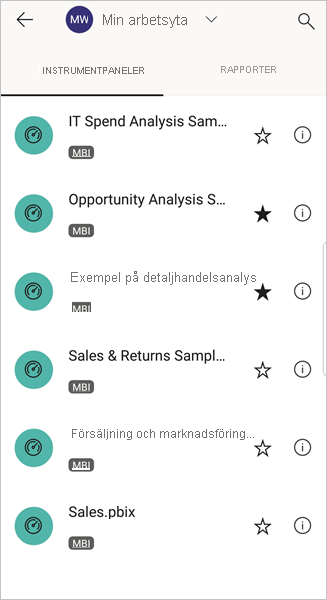 MW Min arbetsyta
INSTRUMENTPANELER RAPPORTER
IT Spend Analysis Sam...
MBI
Opportunity Analysis S...
MBI
Exempel på detaljhandelsanalys
MBI
Sales & Returns Sampl...
MBI
Försäljning och marknadsföring...
MBI
Sales.pbix
MBI